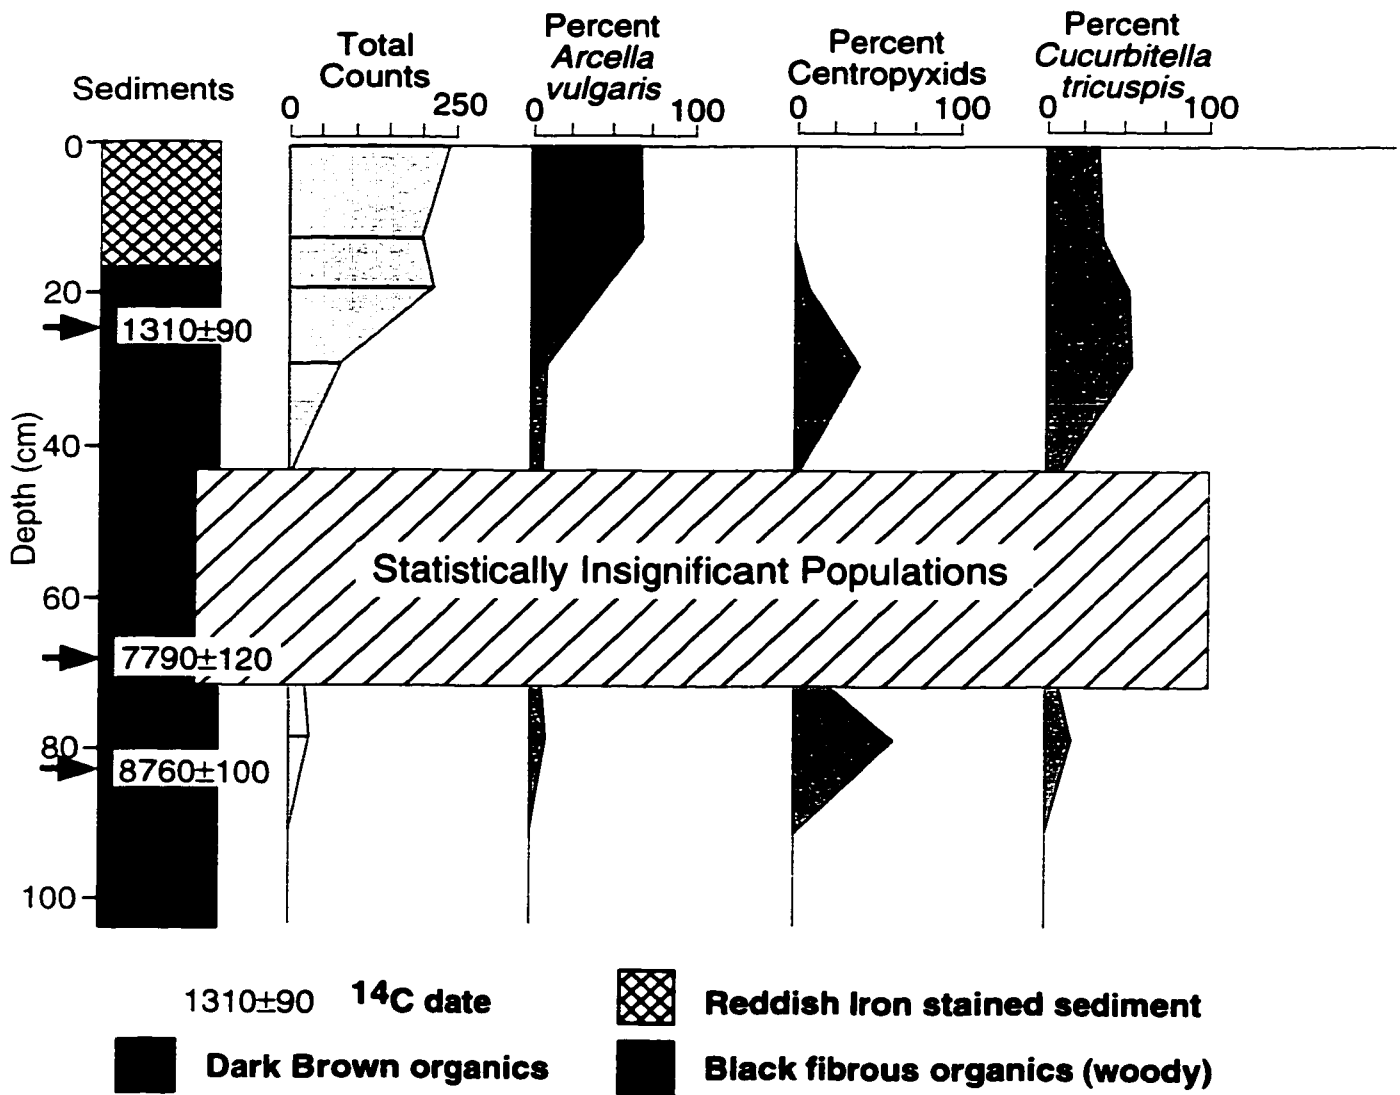 Sediments
Total
Counts
0 250
Percent
Arcella
vulgaris
0 100
Percent
Centropyxids
0 100
Percent
Cucurbitella
tricuspis
0 100
Depth (cm)
0
20
1310±90
40
Statistically Insignificant Populations
60
7790±120
80
8760±100
100
1310±90 14C date
Reddish Iron stained sediment
Dark Brown organics
Black fibrous organics (woody)